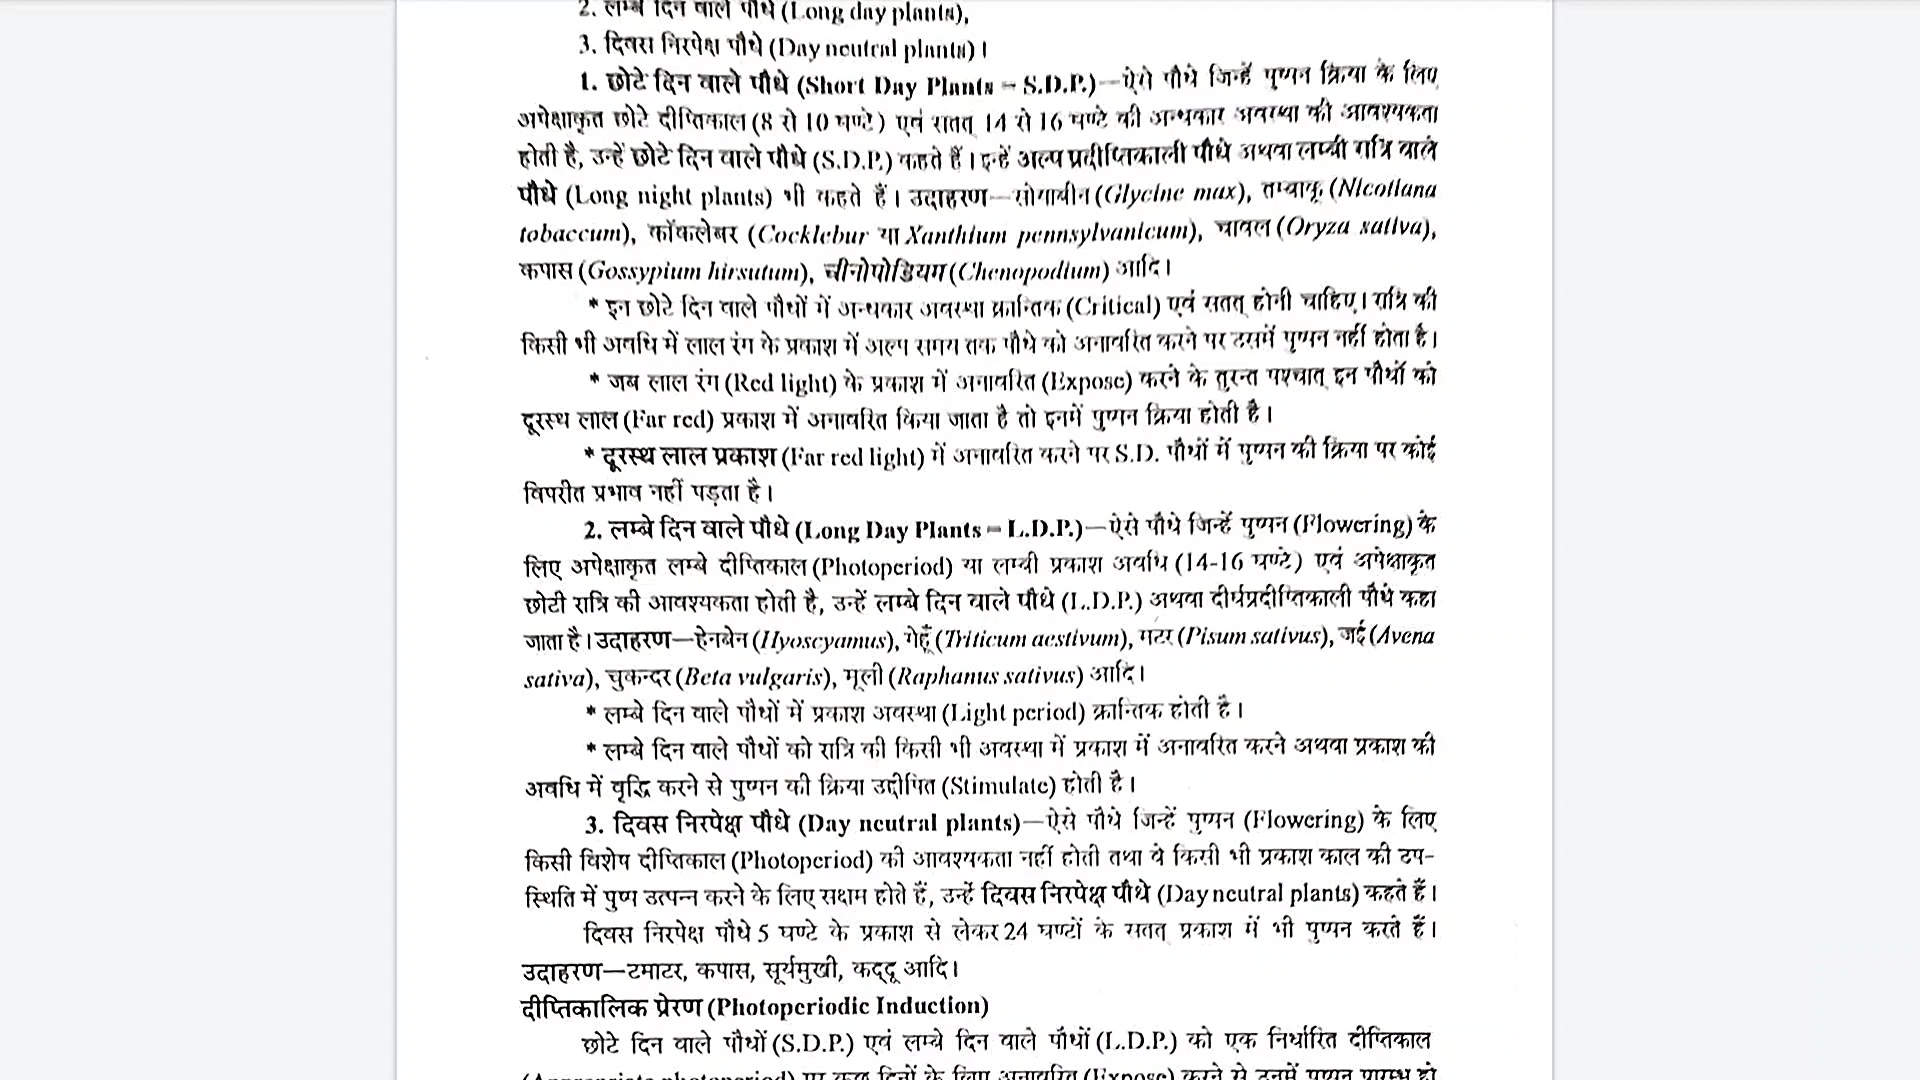 2. लम्बे दिन वाले पौधे (Long day plants),
3. दिवस निरपेक्ष पौधे (Day neutral plants)।
1. छोटे दिन वाले पौधे (Short Day Plants – S.D.P.)—ऐसे पौधे जिन्हें पुष्पन क्रिया के लिए
अपेक्षाकृत छोटे दीप्तिकाल (8 से 10 घण्टे) एवं सतत् 14 से 16 घण्टे की अन्धकार अवस्था की आवश्यकता
होती है, उन्हें छोटे दिन वाले पौधे (S.D.P.) कहते हैं। इन्हें अल्प प्रदीप्तिकाली पौधे अथवा लम्बी रात्रि वाले
पौधे (Long night plants) भी कहते हैं। उदाहरण—सोयाबीन (Glycine max), तम्बाकू (Nicotiana
tobaccum), कॉकलेबर (Cocklebur या Xanthium pennsylvanicum), चावल (Oryza sativa),
कपास (Gossypium hirsutum), चीनोपोडियम (Chenopodium) आदि।
* इन छोटे दिन वाले पौधों में अन्धकार अवस्था क्रान्तिक (Critical) एवं सतत् होनी चाहिए। रात्रि की
किसी भी अवधि में लाल रंग के प्रकाश में अल्प समय तक पौधे को अनावरित करने पर उसमें पुष्पन नहीं होता है।
* जब लाल रंग (Red light) के प्रकाश में अनावरित (Expose) करने के तुरन्त पश्चात् इन पौधों को
दूरस्थ लाल (Far red) प्रकाश में अनावरित किया जाता है तो इनमें पुष्पन क्रिया होती है।
* दूरस्थ लाल प्रकाश (Far red light) में अनावरित करने पर S.D. पौधों में पुष्पन की क्रिया पर कोई
विपरीत प्रभाव नहीं पड़ता है।
2. लम्बे दिन वाले पौधे (Long Day Plants – L.D.P.)—ऐसे पौधे जिन्हें पुष्पन (Flowering) के
लिए अपेक्षाकृत लम्बे दीप्तिकाल (Photoperiod) या लम्बी प्रकाश अवधि (14-16 घण्टे) एवं अपेक्षाकृत
छोटी रात्रि की आवश्यकता होती है, उन्हें लम्बे दिन वाले पौधे (L.D.P.) अथवा दीर्घप्रदीप्तिकाली पौधे कहा
जाता है। उदाहरण—हेनबेन (Hyoscyamus), गेहूँ (Triticum aestivum), मटर (Pisum sativus), जई (Avena
sativa), चुकन्दर (Beta vulgaris), मूली (Raphanus sativus) आदि।
* लम्बे दिन वाले पौधों में प्रकाश अवस्था (Light period) क्रान्तिक होती है।
* लम्बे दिन वाले पौधों को रात्रि की किसी भी अवस्था में प्रकाश में अनावरित करने अथवा प्रकाश की
अवधि में वृद्धि करने से पुष्पन की क्रिया उद्दीपित (Stimulate) होती है।
3. दिवस निरपेक्ष पौधे (Day neutral plants)—ऐसे पौधे जिन्हें पुष्पन (Flowering) के लिए
किसी विशेष दीप्तिकाल (Photoperiod) की आवश्यकता नहीं होती तथा वे किसी भी प्रकाश काल की उप-
स्थिति में पुष्प उत्पन्न करने के लिए सक्षम होते हैं, उन्हें दिवस निरपेक्ष पौधे (Day neutral plants) कहते हैं।
दिवस निरपेक्ष पौधे 5 घण्टे के प्रकाश से लेकर 24 घण्टों के सतत् प्रकाश में भी पुष्पन करते हैं।
उदाहरण—टमाटर, कपास, सूर्यमुखी, कद्दू आदि।
दीप्तिकालिक प्रेरण (Photoperiodic Induction)
छोटे दिन वाले पौधों (S.D.P.) एवं लम्बे दिन वाले पौधों (L.D.P.) को एक निर्धारित दीप्तिकाल
(Appropriate photoperiod) पर कुछ दिनों के लिए अनावरित (Expose) करने से उनमें पुष्पन प्रारम्भ हो